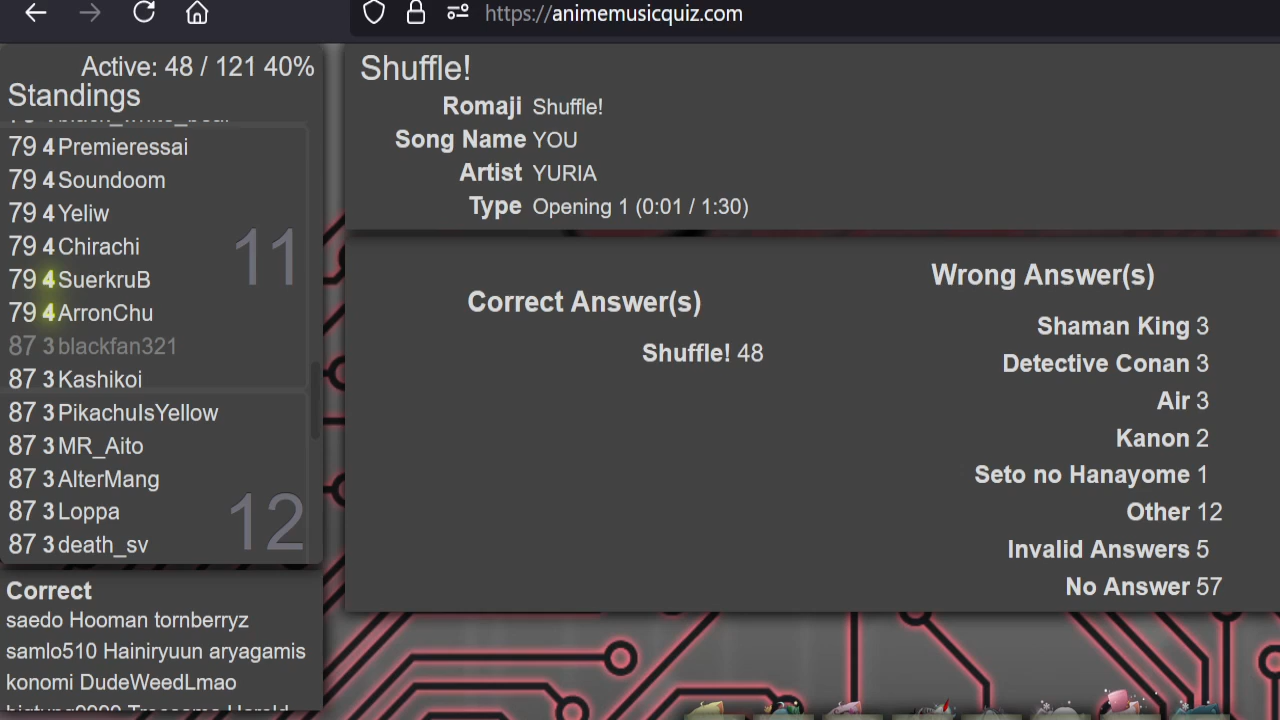 https://animemusicquiz.com
Active: 48 / 121 40%
Standings
79 4 Premieressai
79 4 Soundoom
79 4 Yeliw
79 4 Chirachi
79 4 SuerkruB
79 4 ArronChu
87 3 blackfan321
87 3 Kashikoi
11
87 3 PikachuIsYellow
87 3 MR_Aito
87 3 AlterMang
87 3 Loppa
87 3 death_sv
12
Correct
saedo Hooman tornberryz
samlo510 Hainiryuun aryagamis
konomi DudeWeedLmao
Shuffle!
Romaji Shuffle!
Song Name YOU
Artist YURIA
Type Opening 1 (0:01 / 1:30)
Correct Answer(s)
Shuffle! 48
Wrong Answer(s)
Shaman King 3
Detective Conan 3
Air 3
Kanon 2
Seto no Hanayome 1
Other 12
Invalid Answers 5
No Answer 57